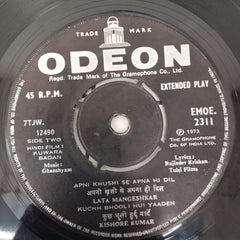 TRADE MARK
ODEON
Regd. Trade Mark of The Gramophone Co. Ltd.
45 R.P.M.
EXTENDED PLAY
7TJW.
12490
SIDE TWO
HINDI FILM:
KUWARA
BADAN
Music:
Ghanshyam
EMOE.
2311
℗ 1973
THE GRAMOPHONE
CO. OF INDIA LTD.
Lyrics:
Rajinder Krishan
Tulsi Films
APNI KHUSHI SE APNA HI DIL
अपनी खुशी से अपना ही दिल
LATA MANGESHKAR
KUCHH BHOOLI HUI YAADEN
कुछ भूली हुई यादें
KISHORE KUMAR